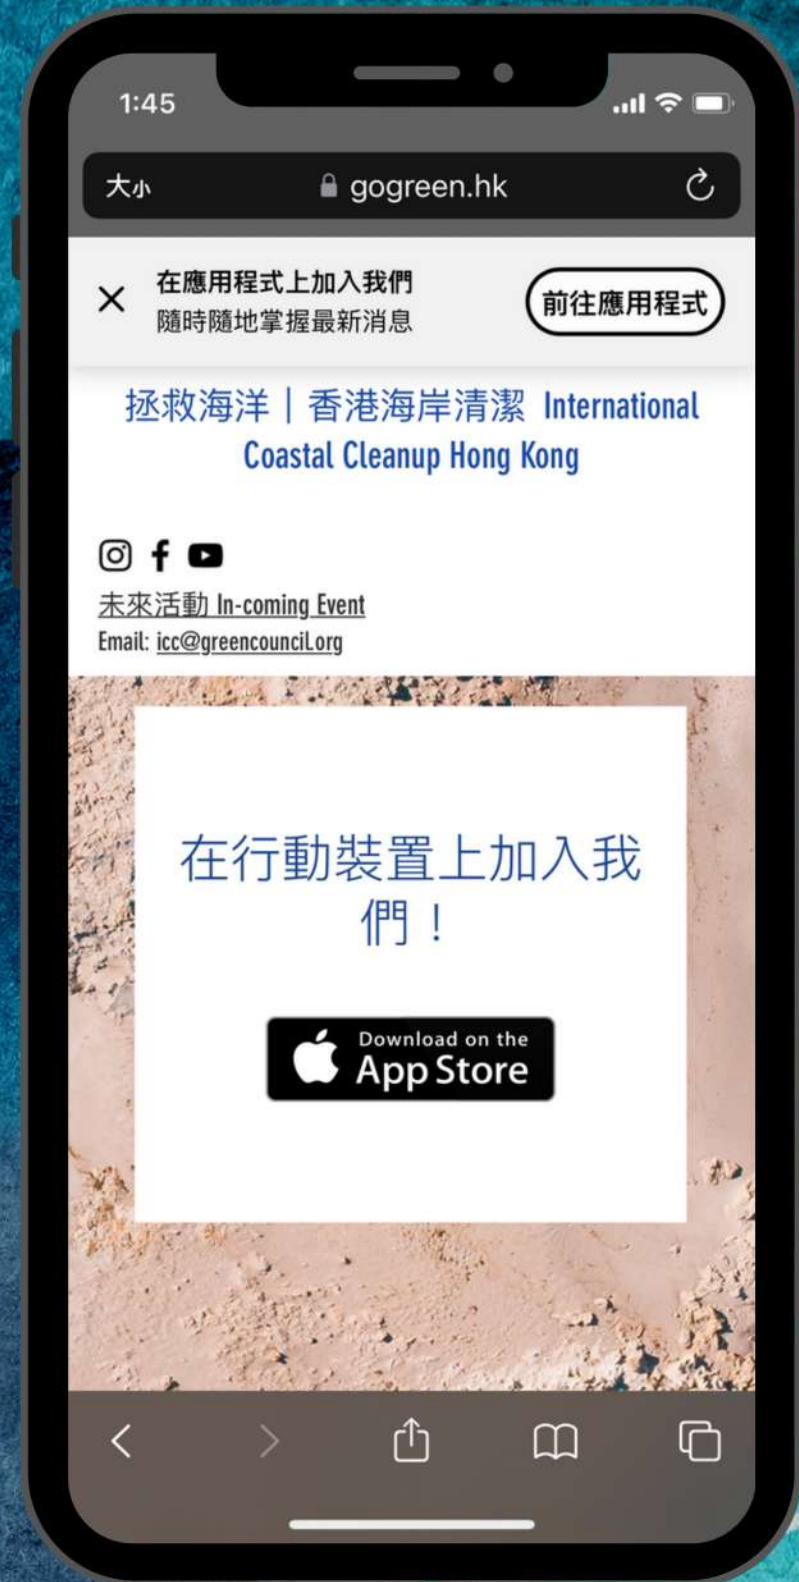 1:45
大小 gogreen.hk
在應用程式上加入我們
隨時隨地掌握最新消息
前往應用程式
拯救海洋｜香港海岸清潔 International
Coastal Cleanup Hong Kong
未來活動 In-coming Event
Email: icc@greencouncil.org
在行動裝置上加入我
們！
Download on the
App Store